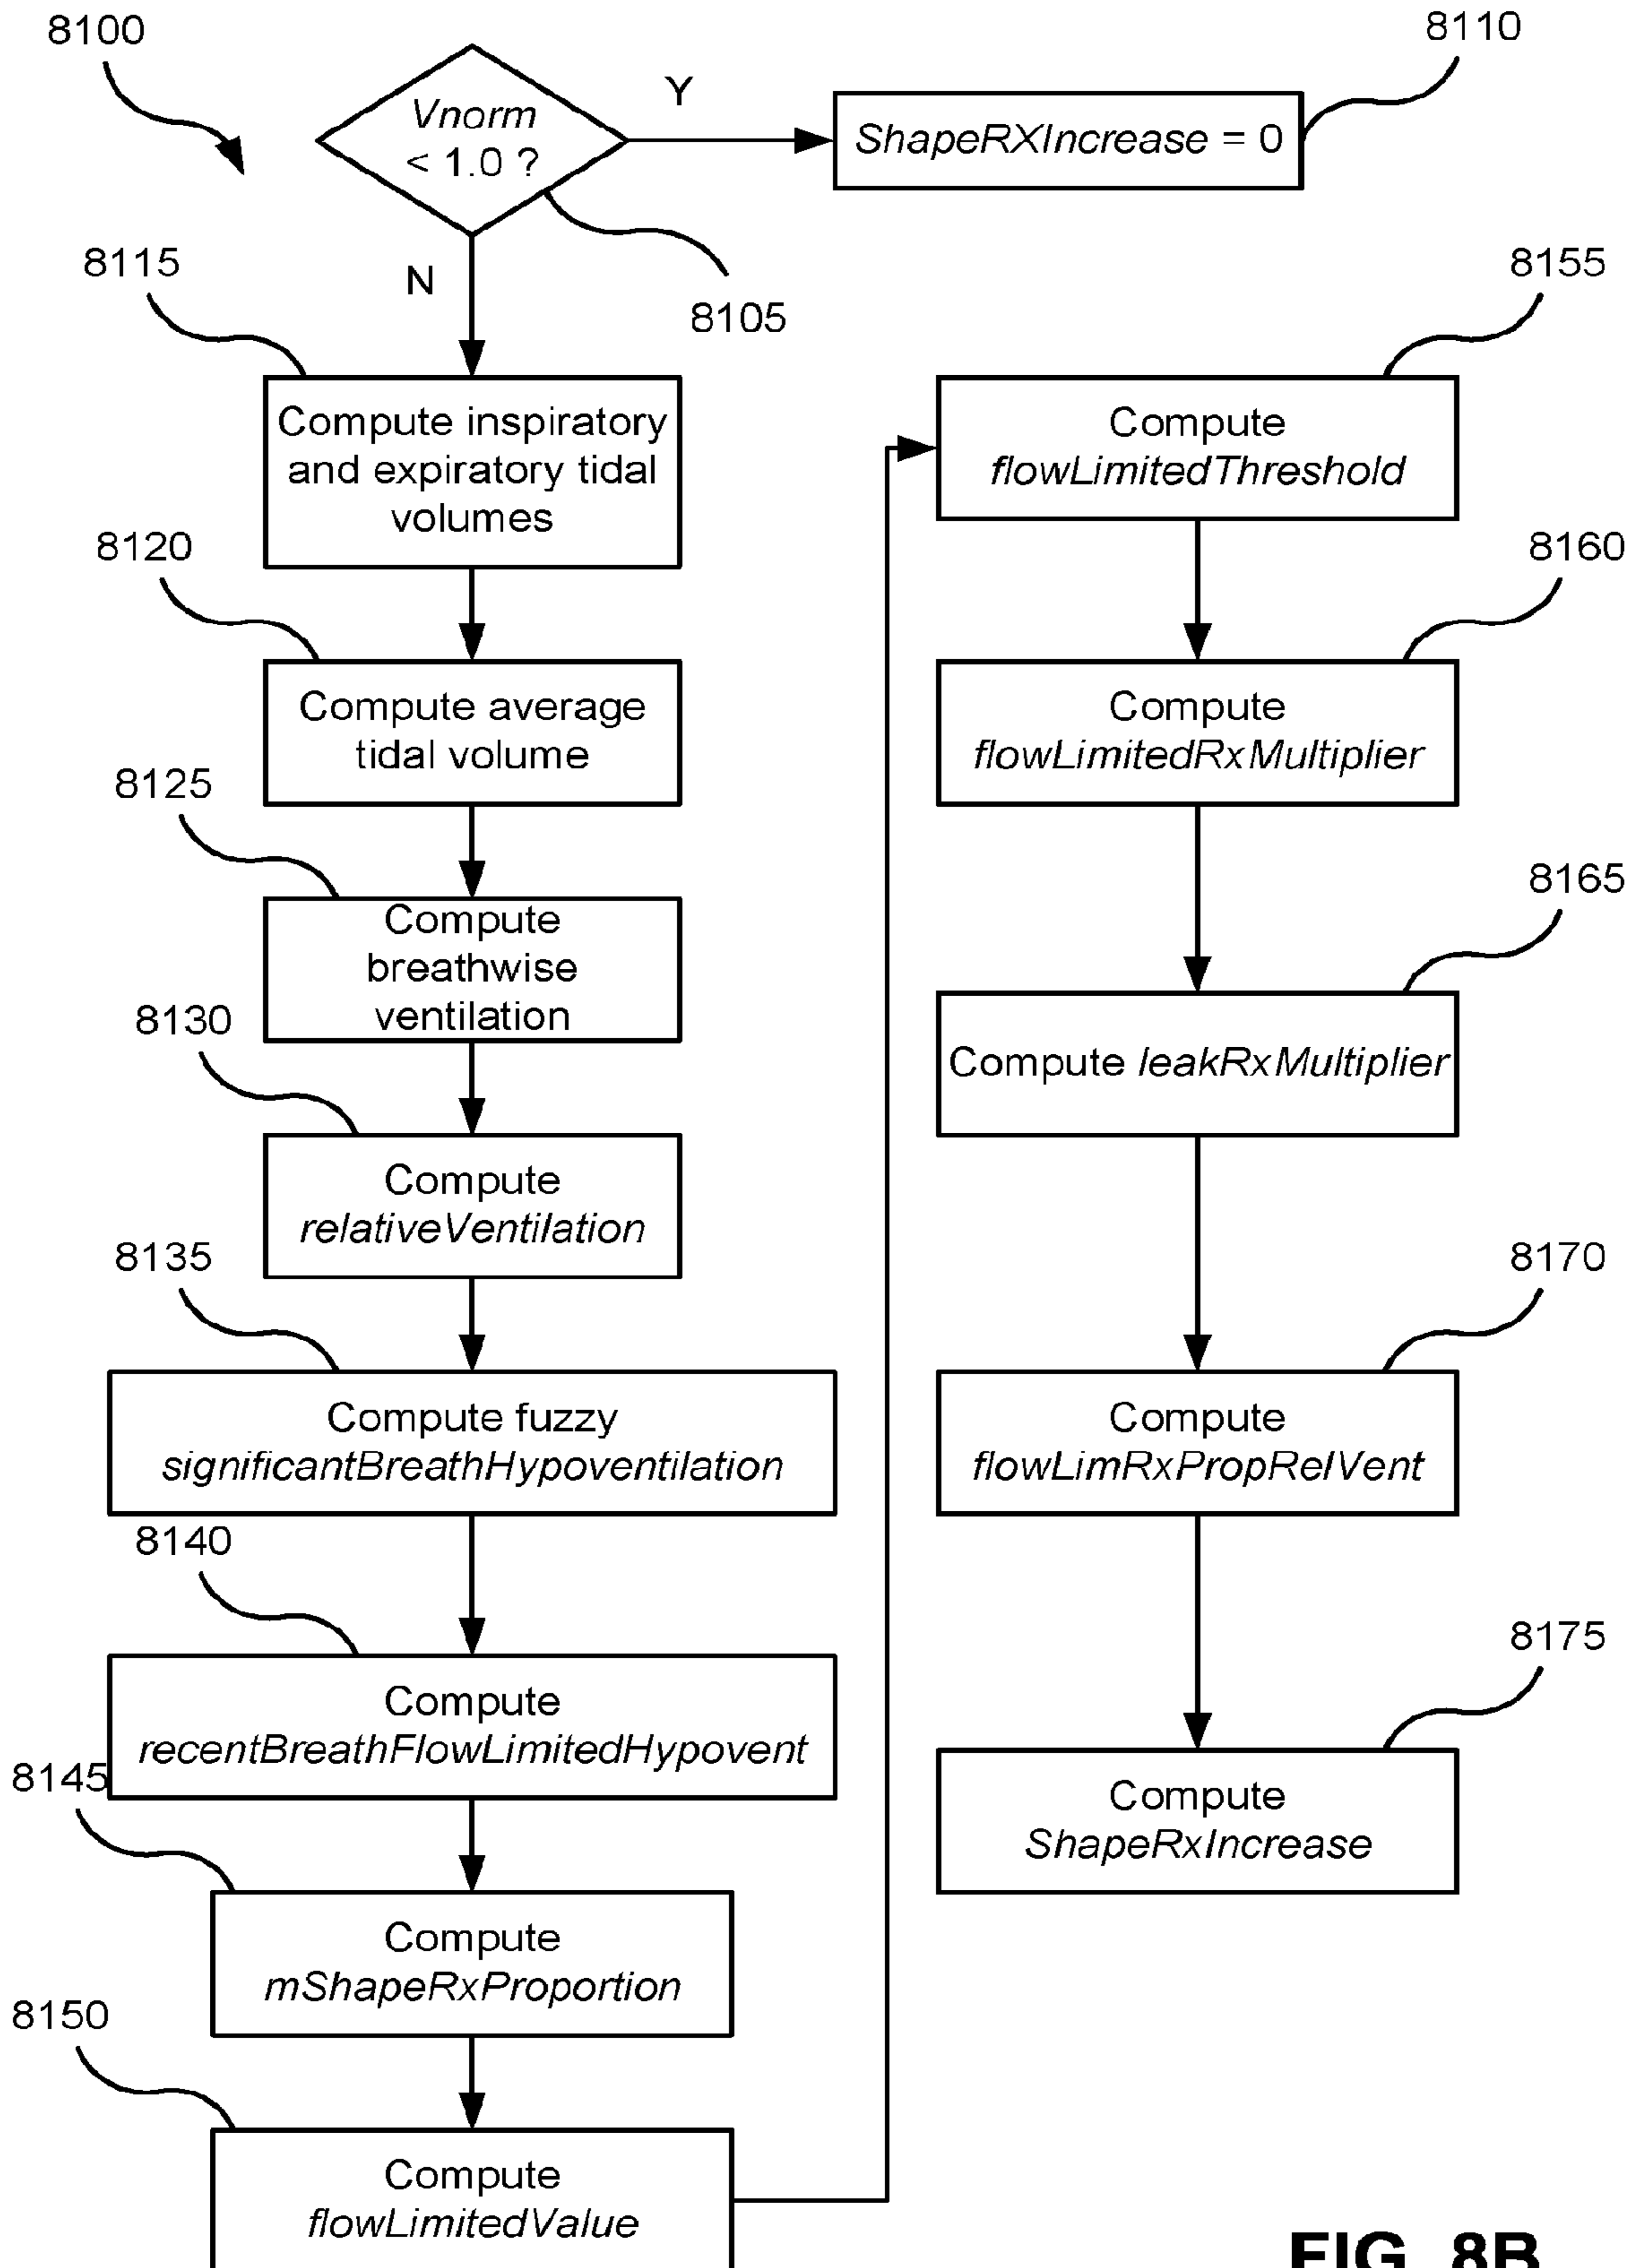 8100
8110
Vnorm
< 1.0 ?
Y
ShapeRXIncrease = 0
8115
N
8105
8155
Compute inspiratory
and expiratory tidal
volumes
Compute
flowLimitedThreshold
8120
8160
Compute average
tidal volume
Compute
flowLimitedRxMultiplier
8125
8165
Compute
breathwise
ventilation
8130
Compute leakRxMultiplier
Compute
relativeVentilation
8135
8170
Compute fuzzy
significantBreathHypoventilation
Compute
flowLimRxPropRelVent
8140
8175
Compute
recentBreathFlowLimitedHypovent
8145
Compute
ShapeRxIncrease
Compute
mShapeRxProportion
8150
Compute
flowLimitedValue
FIG. 8B